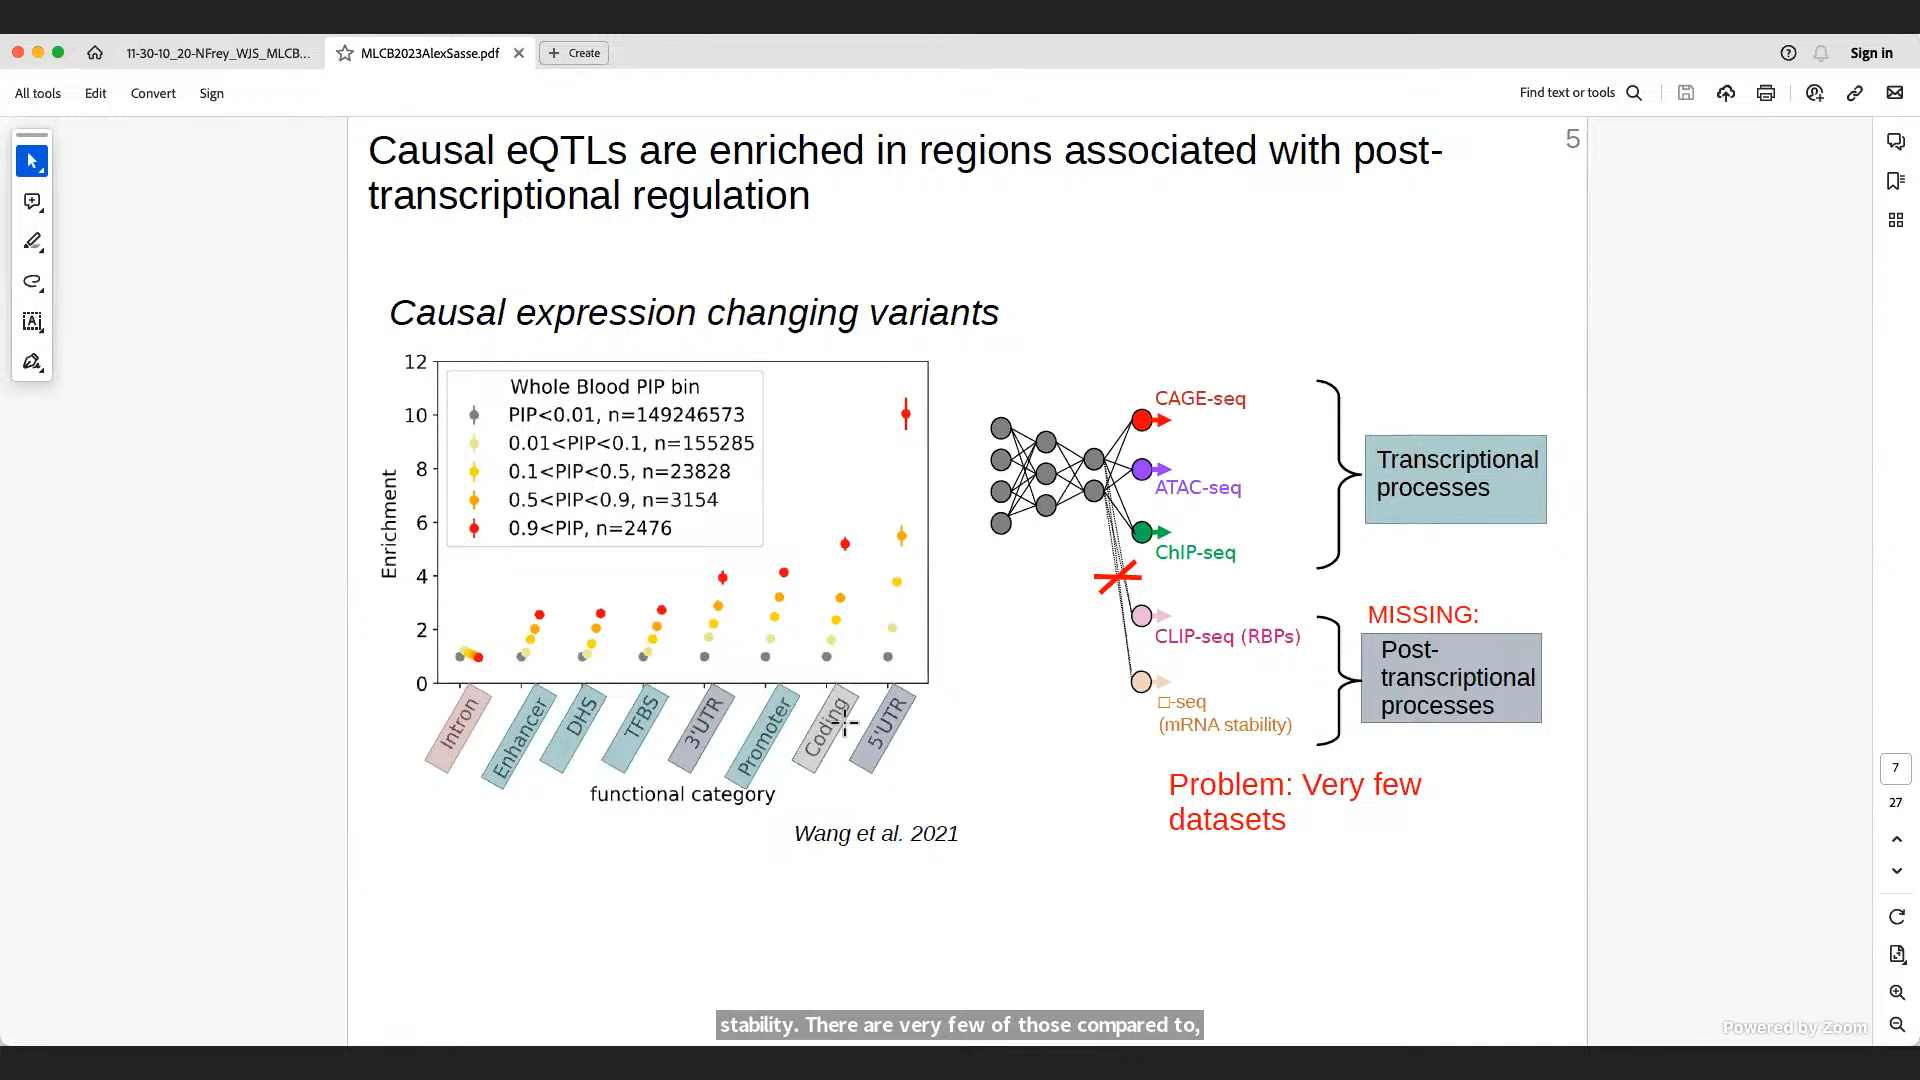 11-30-10_20-NFrey_WJS_MLCB...
MLCB2023AlexSasse.pdf
Create
Sign in
All tools
Edit
Convert
Sign
Find text or tools
Causal eQTLs are enriched in regions associated with post-
transcriptional regulation
5
Causal expression changing variants
12
10
8
6
4
2
0
Enrichment
Whole Blood PIP bin
PIP<0.01, n=149246573
0.01<PIP<0.1, n=155285
0.1<PIP<0.5, n=23828
0.5<PIP<0.9, n=3154
0.9<PIP, n=2476
Intron
Enhancer
DHS
TFBS
3'UTR
Promoter
Coding
5'UTR
functional category
Wang et al. 2021
CAGE-seq
ATAC-seq
ChIP-seq
CLIP-seq (RBPs)
□-seq
(mRNA stability)
Transcriptional
processes
MISSING:
Post-
transcriptional
processes
Problem: Very few
datasets
7
27
stability. There are very few of those compared to,
Powered by Zoom